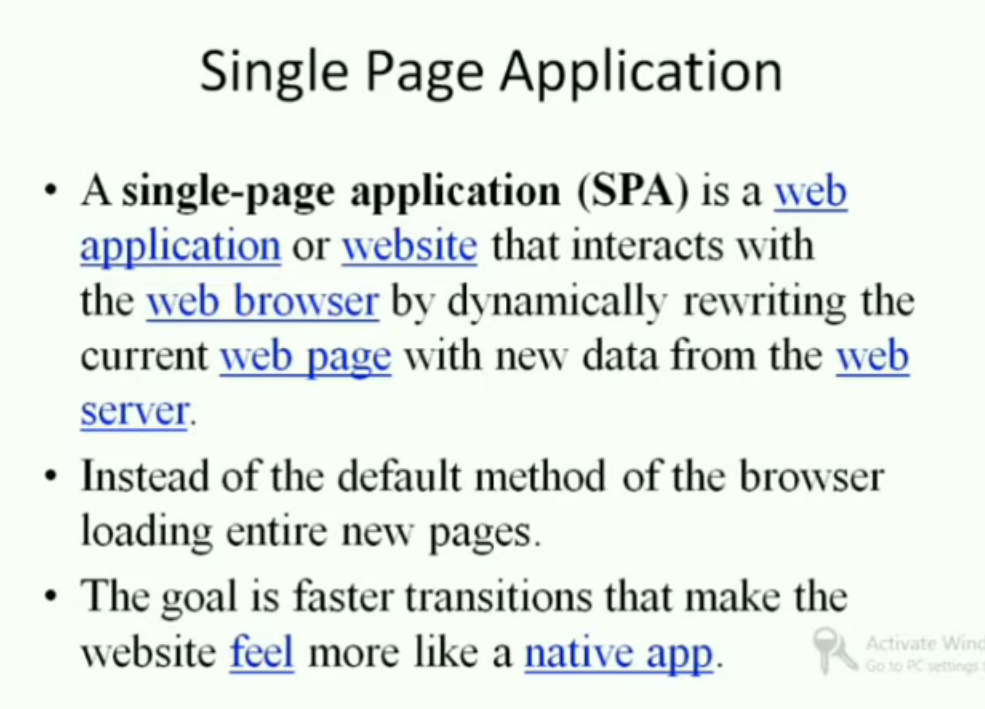 Single Page Application
• A single-page application (SPA) is a web
application or website that interacts with
the web browser by dynamically rewriting the
current web page with new data from the web
server.
• Instead of the default method of the browser
loading entire new pages.
• The goal is faster transitions that make the
website feel more like a native app.
Activate Wind
Go to PC settings